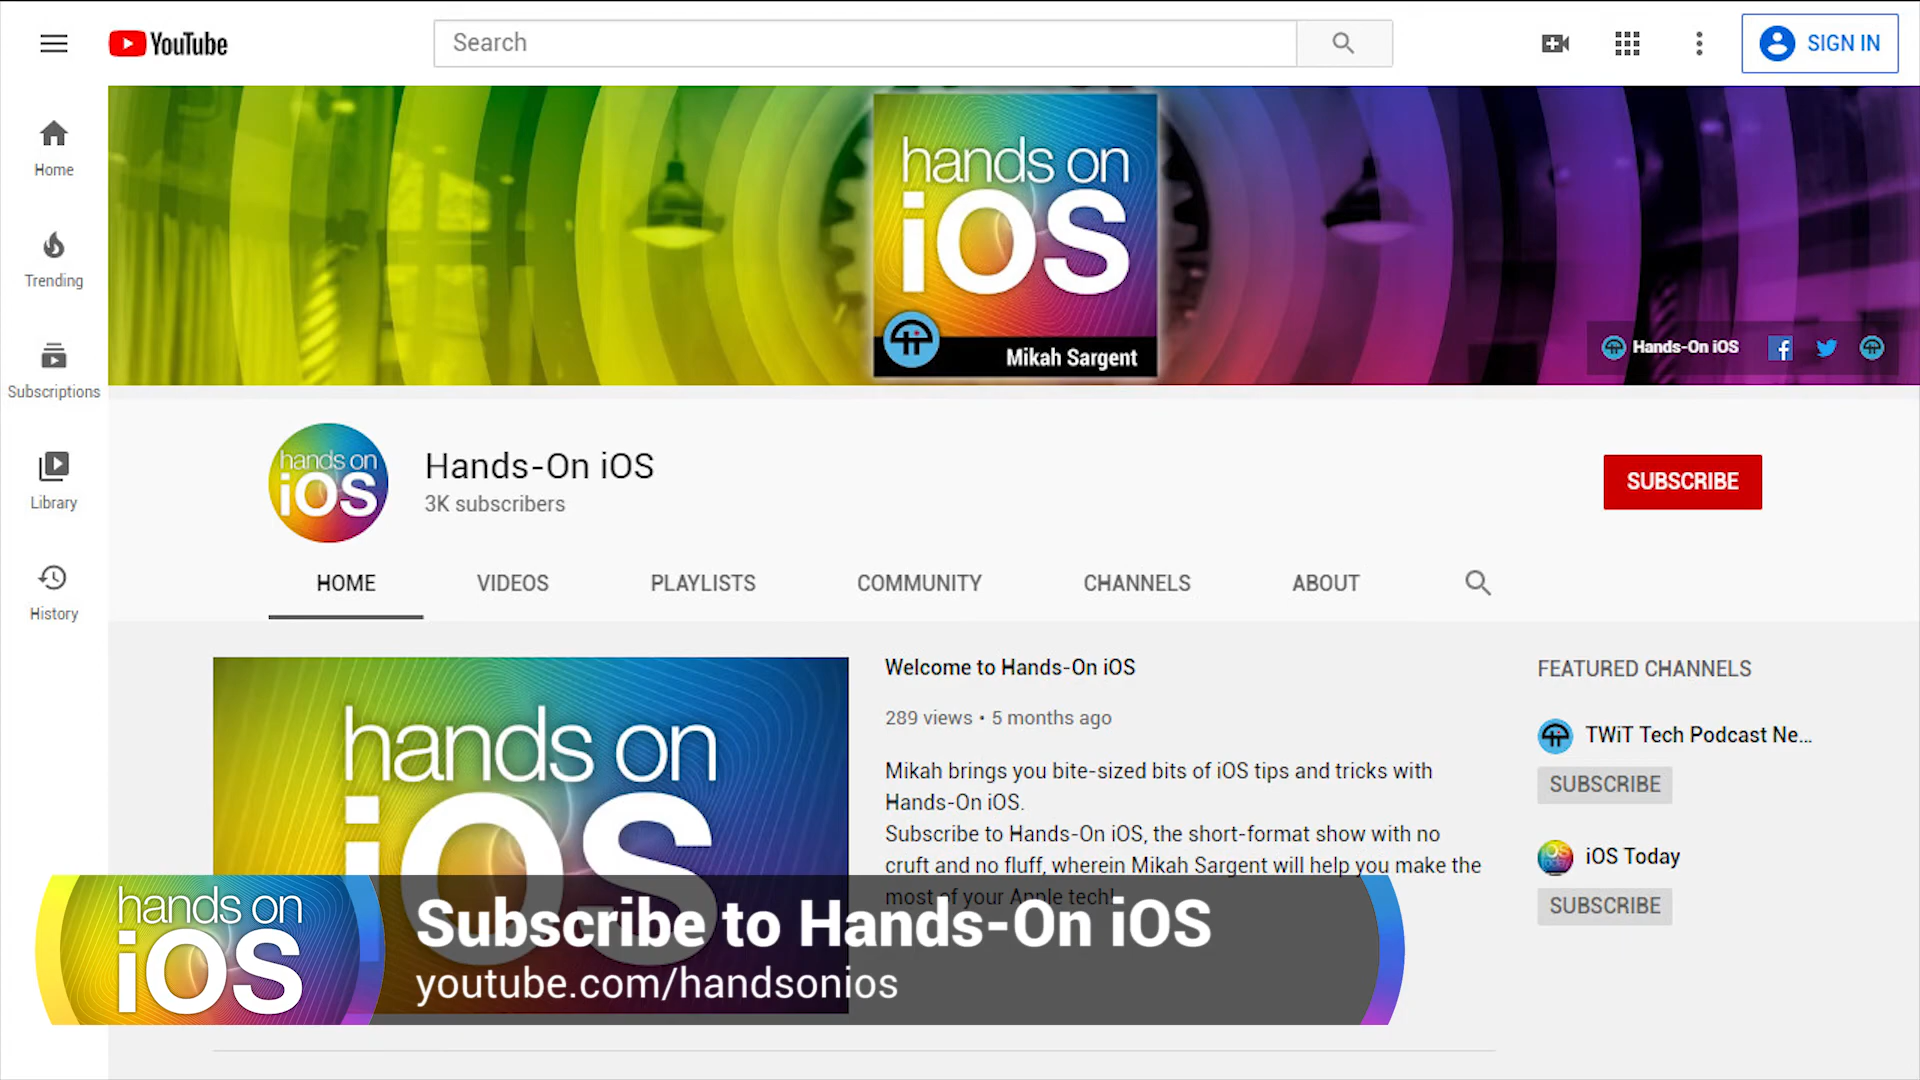 YouTube
Search
SIGN IN
Home
Trending
Subscriptions
Library
History
hands on
iOS
Mikah Sargent
Hands-On iOS
hands on
iOS
Hands-On iOS
3K subscribers
SUBSCRIBE
HOME
VIDEOS
PLAYLISTS
COMMUNITY
CHANNELS
ABOUT
hands on
iOS
Welcome to Hands-On iOS
289 views • 5 months ago
Mikah brings you bite-sized bits of iOS tips and tricks with
Hands-On iOS.
Subscribe to Hands-On iOS, the short-format show with no
cruft and no fluff, wherein Mikah Sargent will help you make the
most of your Apple tech!
FEATURED CHANNELS
TWiT Tech Podcast Ne...
SUBSCRIBE
iOS Today
SUBSCRIBE
hands on
iOS
Subscribe to Hands-On iOS
youtube.com/handsonios